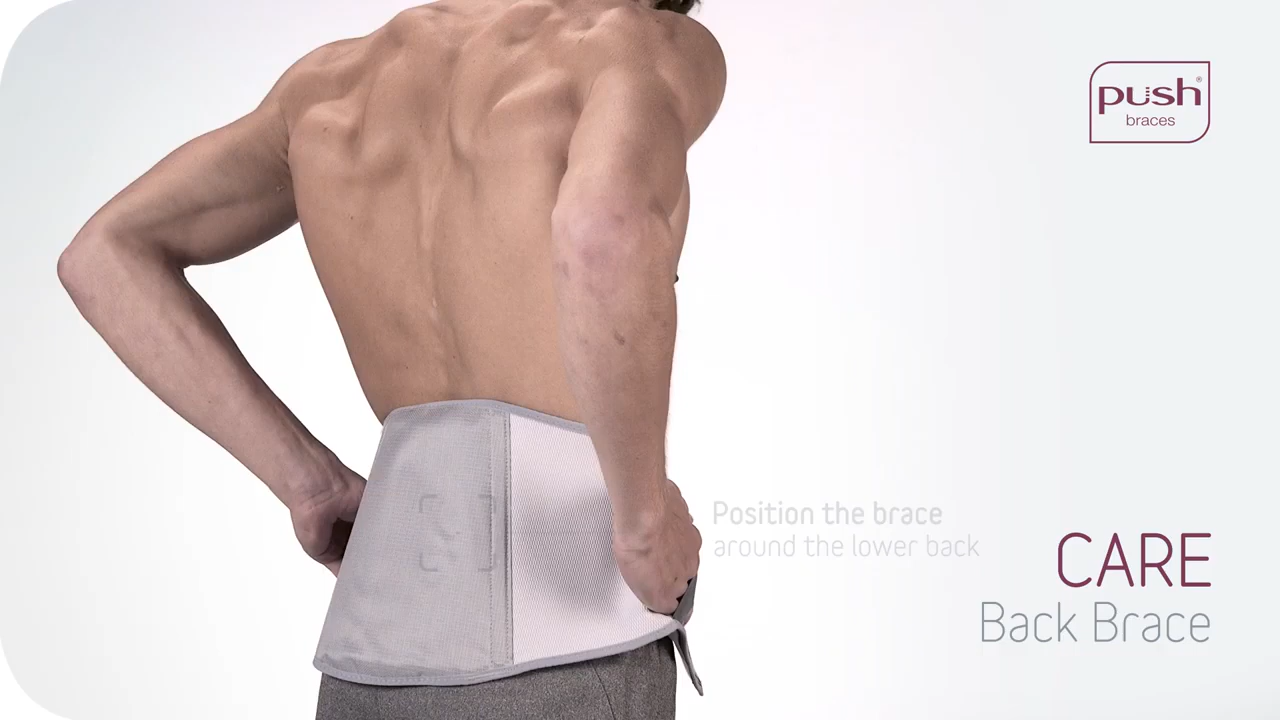 push®
braces
Position the brace
around the lower back
CARE
Back Brace